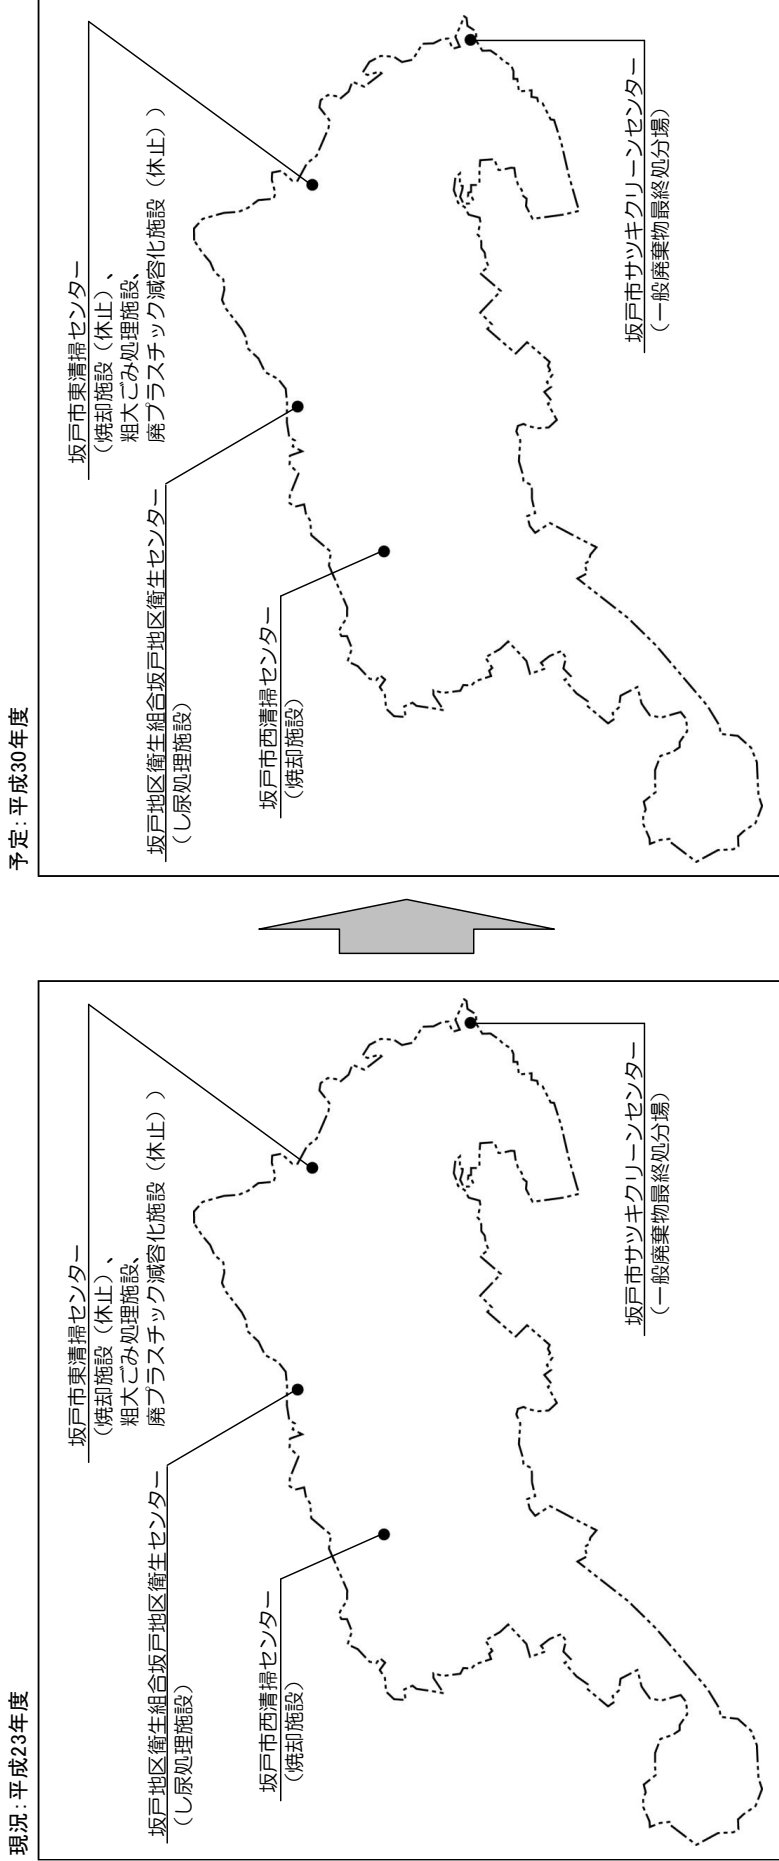 現況：平成23年度
坂戸市東清掃センター
（焼却施設（休止）、
粗大ごみ処理施設、
廃プラスチック減容化施設（休止））
坂戸地区衛生組合坂戸地区衛生センター
（し尿処理施設）
坂戸市西清掃センター
（焼却施設）
坂戸市サツキクリーンセンター
（一般廃棄物最終処分場）
予定：平成30年度
坂戸市東清掃センター
（焼却施設（休止）、
粗大ごみ処理施設、
廃プラスチック減容化施設（休止））
坂戸地区衛生組合坂戸地区衛生センター
（し尿処理施設）
坂戸市西清掃センター
（焼却施設）
坂戸市サツキクリーンセンター
（一般廃棄物最終処分場）